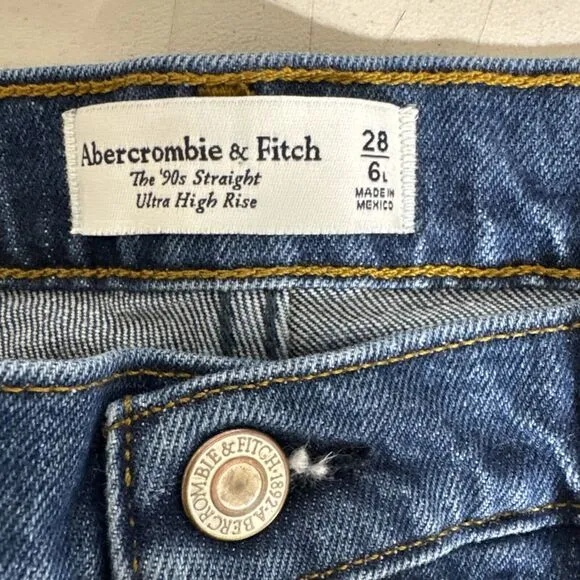 Abercrombie & Fitch
The '90s Straight
Ultra High Rise
28
6L
MADE IN
MEXICO
ABERCROMBIE & FITCH · 1892 ·